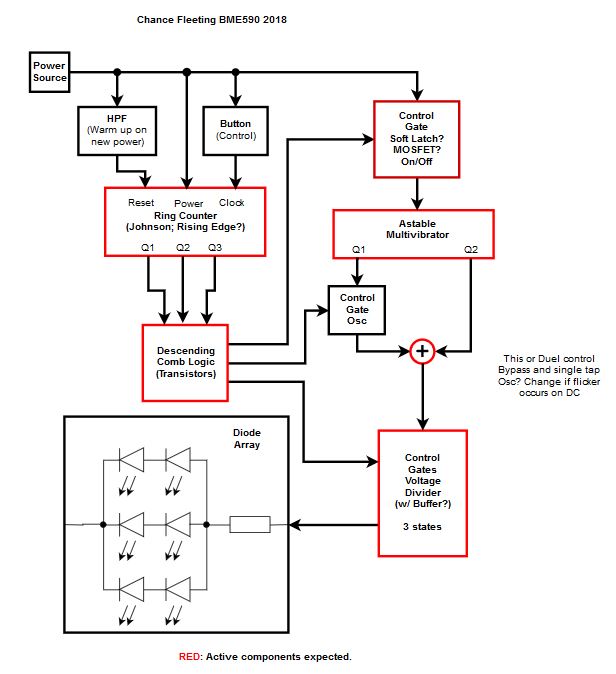 Chance Fleeting BME590 2018
Power
Source
HPF
(Warm up on
new power)
Button
(Control)
Control
Gate
Soft Latch?
MOSFET?
On/Off
Reset Power Clock
Ring Counter
(Johnson; Rising Edge?)
Q1 Q2 Q3
Astable
Multivibrator
Q1 Q2
Control
Gate
Osc
Descending
Comb Logic
(Transistors)
+
This or Duel control
Bypass and single tap
Osc? Change if flicker
occurs on DC
Diode
Array
Control
Gates
Voltage
Divider
(w/ Buffer?)
3 states
RED: Active components expected.